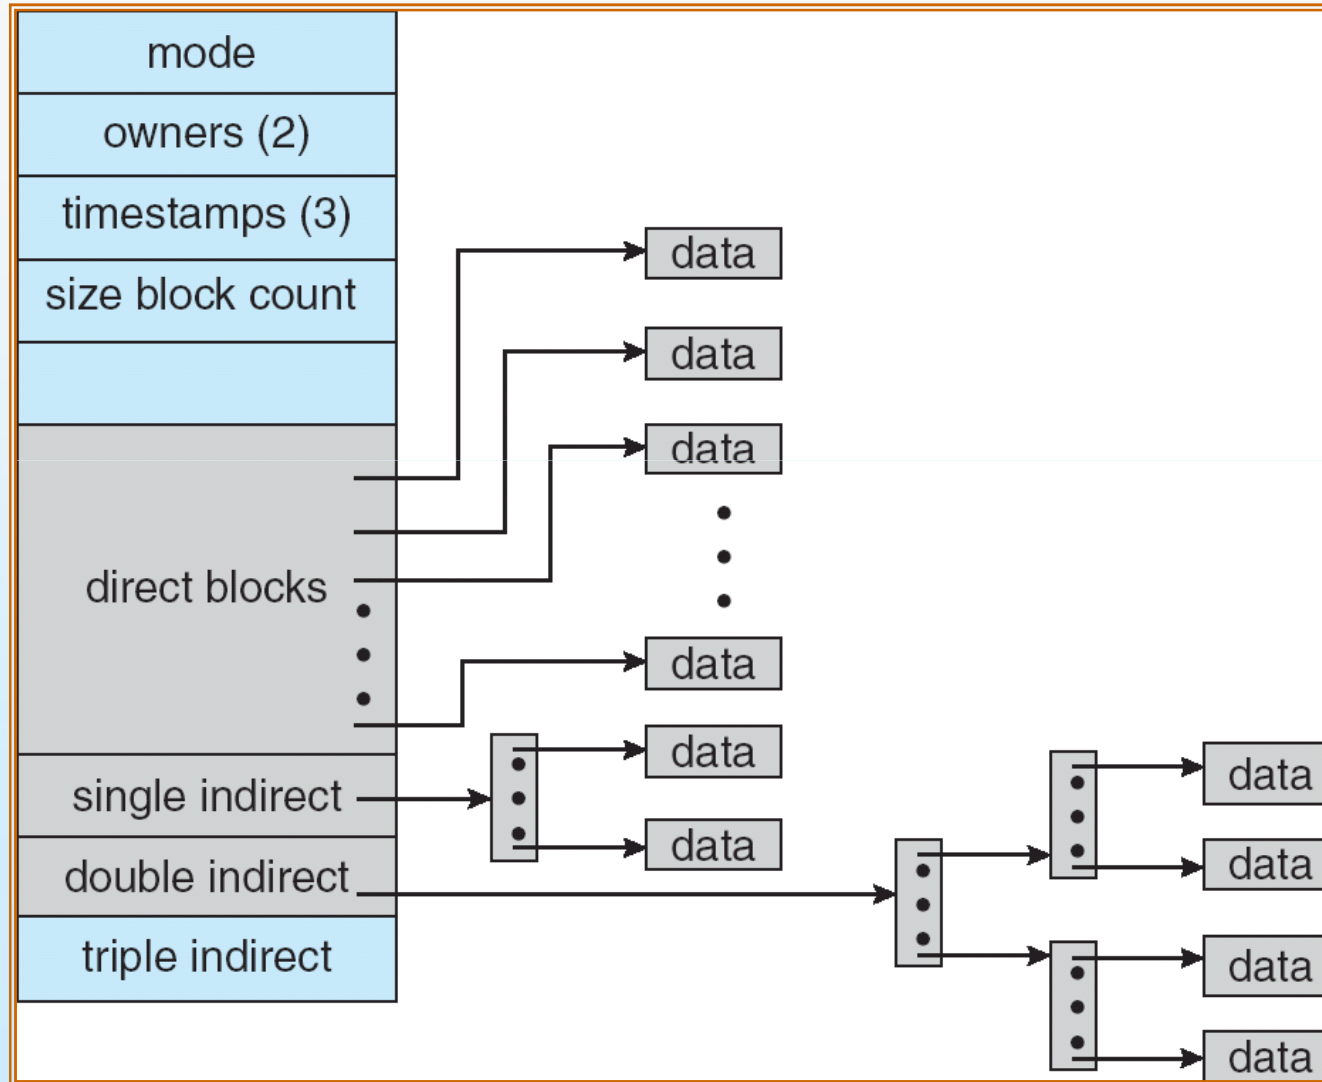 mode
owners (2)
timestamps (3)
size block count
direct blocks
single indirect
double indirect
triple indirect
data
data
data
data
data
data
data
data
data
data